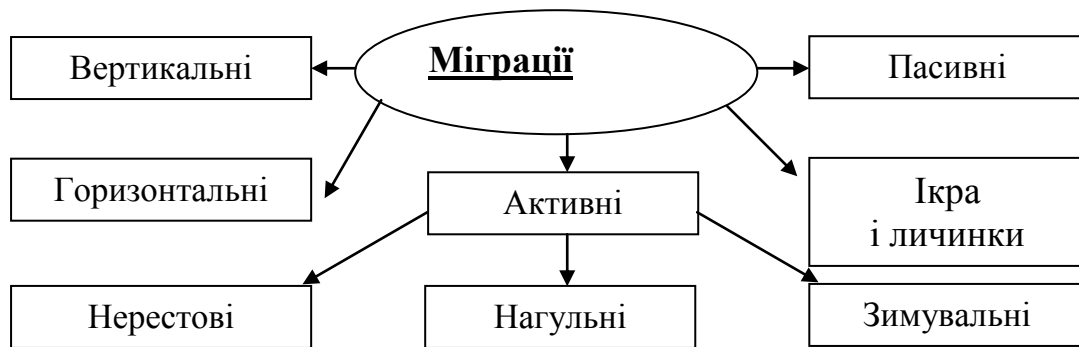 Міграції
Вертикальні
Пасивні
Горизонтальні
Активні
Ікра
і личинки
Нерестові
Нагульні
Зимувальні